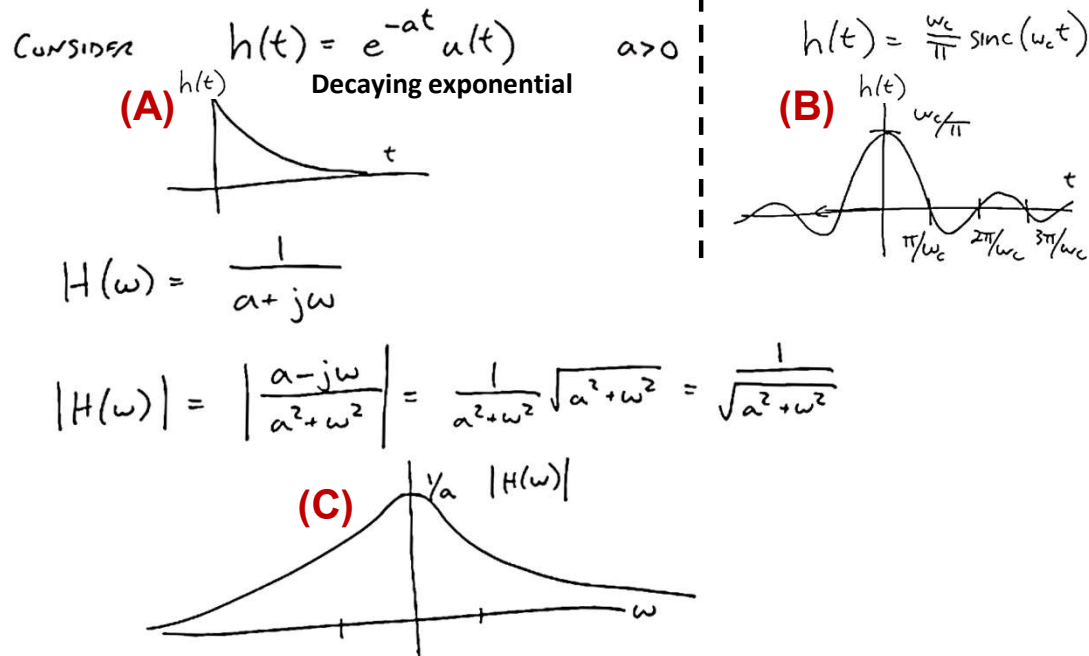 CONSIDER h(t) = e^{-at} u(t) a>0
Decaying exponential
(A)
h(t)
t
h(t) = ω_c/π sinc(ω_c t)
(B)
h(t)
ω_c/π
t
π/ω_c 2π/ω_c 3π/ω_c
H(ω) = 1/(a+jω)
|H(ω)| = |(a-jω)/(a²+ω²)| = 1/(a²+ω²) √(a²+ω²) = 1/√(a²+ω²)
(C)
1/a |H(ω)|
ω